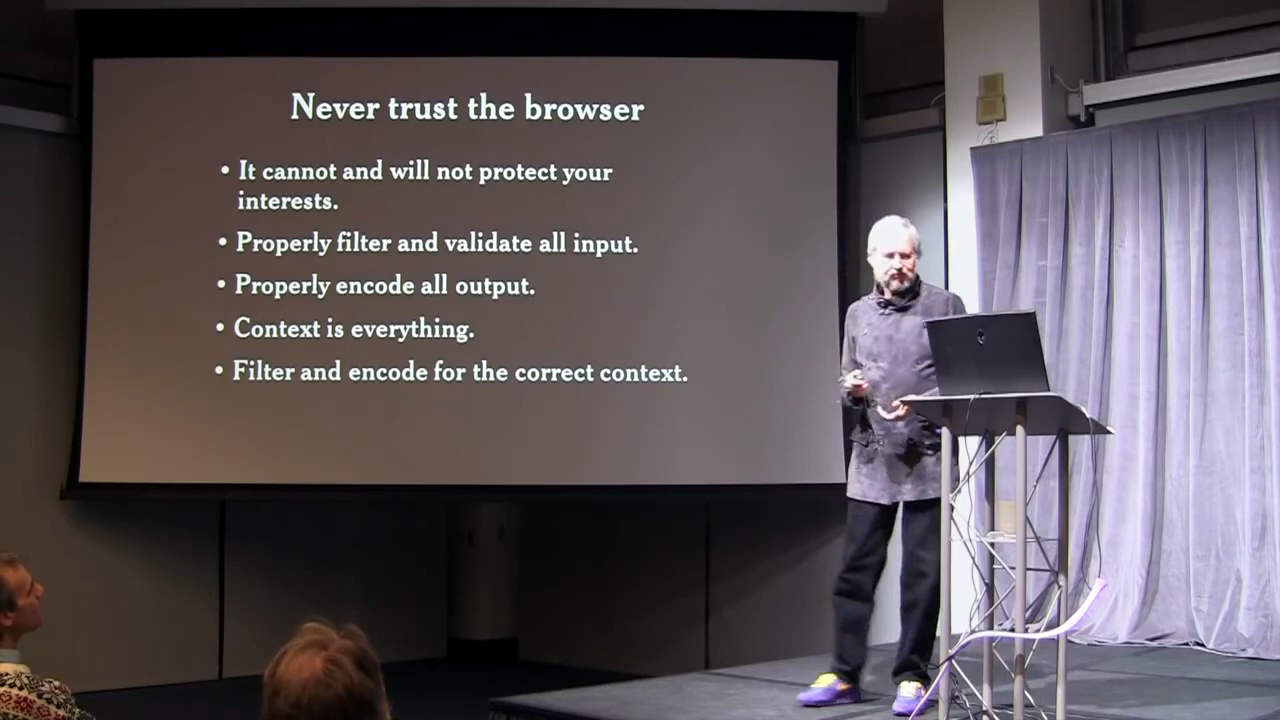 Never trust the browser
• It cannot and will not protect your
interests.
• Properly filter and validate all input.
• Properly encode all output.
• Context is everything.
• Filter and encode for the correct context.